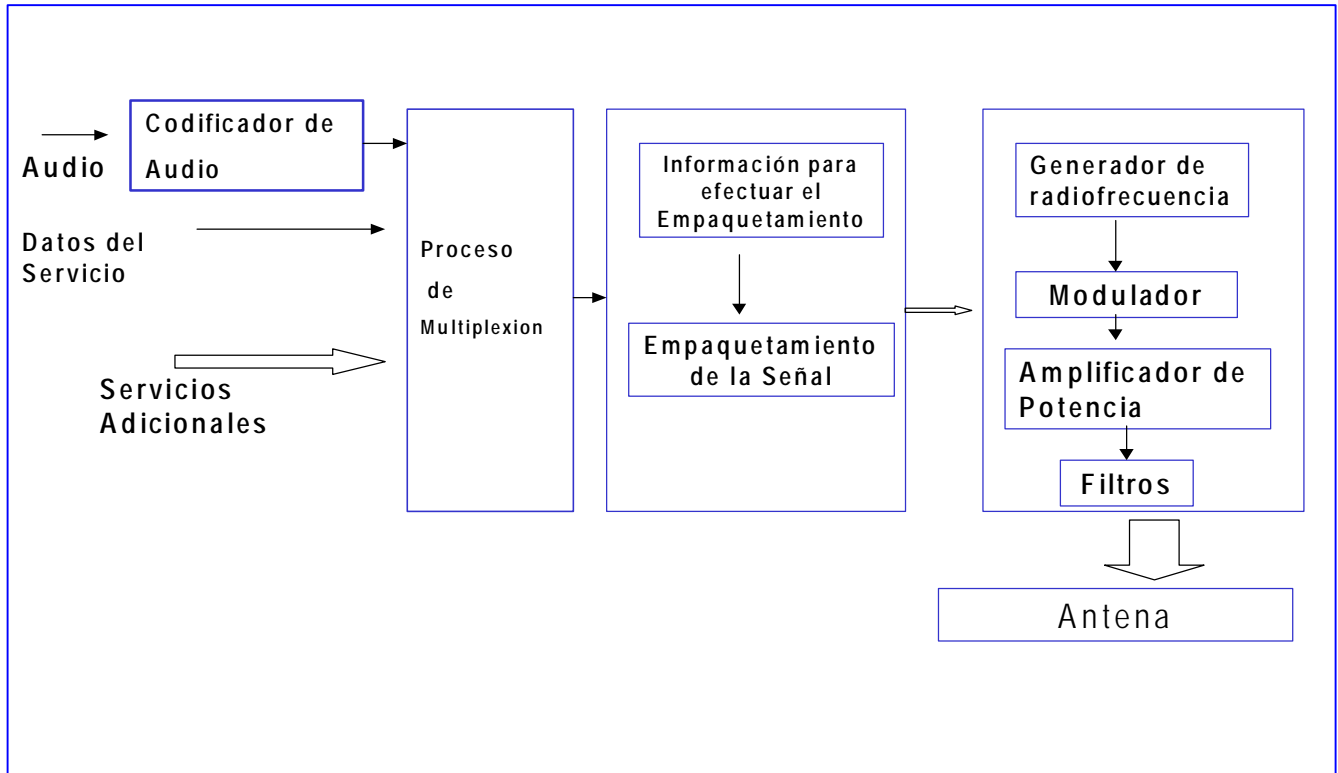 Audio
Codificador de
Audio
Datos del
Servicio
Servicios
Adicionales
Proceso
de
Multiplexion
Información para
efectuar el
Empaquetamiento
Empaquetamiento
de la Señal
Generador de
radiofrecuencia
Modulador
Amplificador de
Potencia
Filtros
Antena